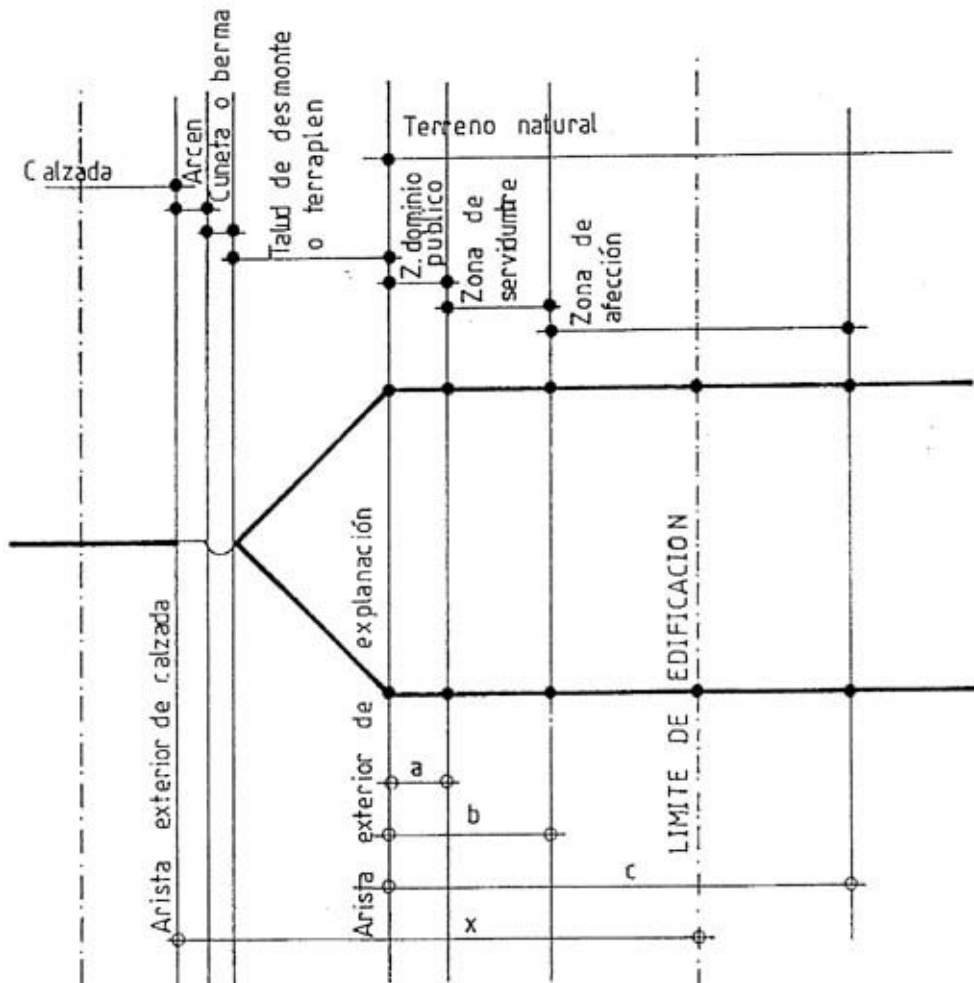 Calzada
Arcen
Cuneta o berma
Talud de desmonte
o terraplen
Terreno natural
Z. dominio
publico
Zona de
servidumtre
Zona de
afección
Arista exterior de calzada
Arista exterior de explanación
LIMITE DE EDIFICACION
a
b
c
x